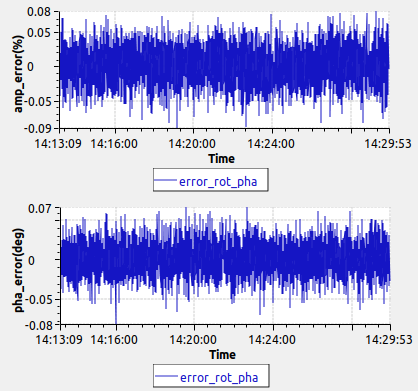 0.08
0.05
0
-0.05
-0.09
amp_error(%)
14:13:09 14:16:00 14:20:00 14:24:00 14:29:53
Time
error_rot_pha
0.07
0
-0.05
-0.08
pha_error(deg)
14:13:09 14:16:00 14:20:00 14:24:00 14:29:53
Time
error_rot_pha